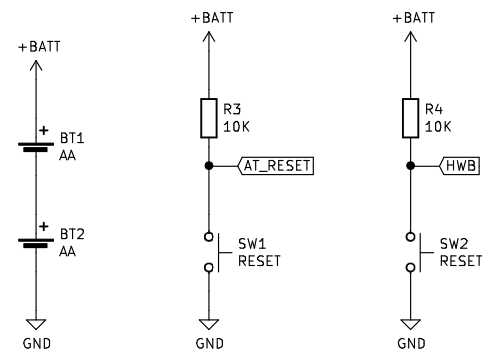 +BATT
+
BT1
AA
+
BT2
AA
GND
+BATT
R3
10K
AT_RESET
SW1
RESET
GND
+BATT
R4
10K
HWB
SW2
RESET
GND